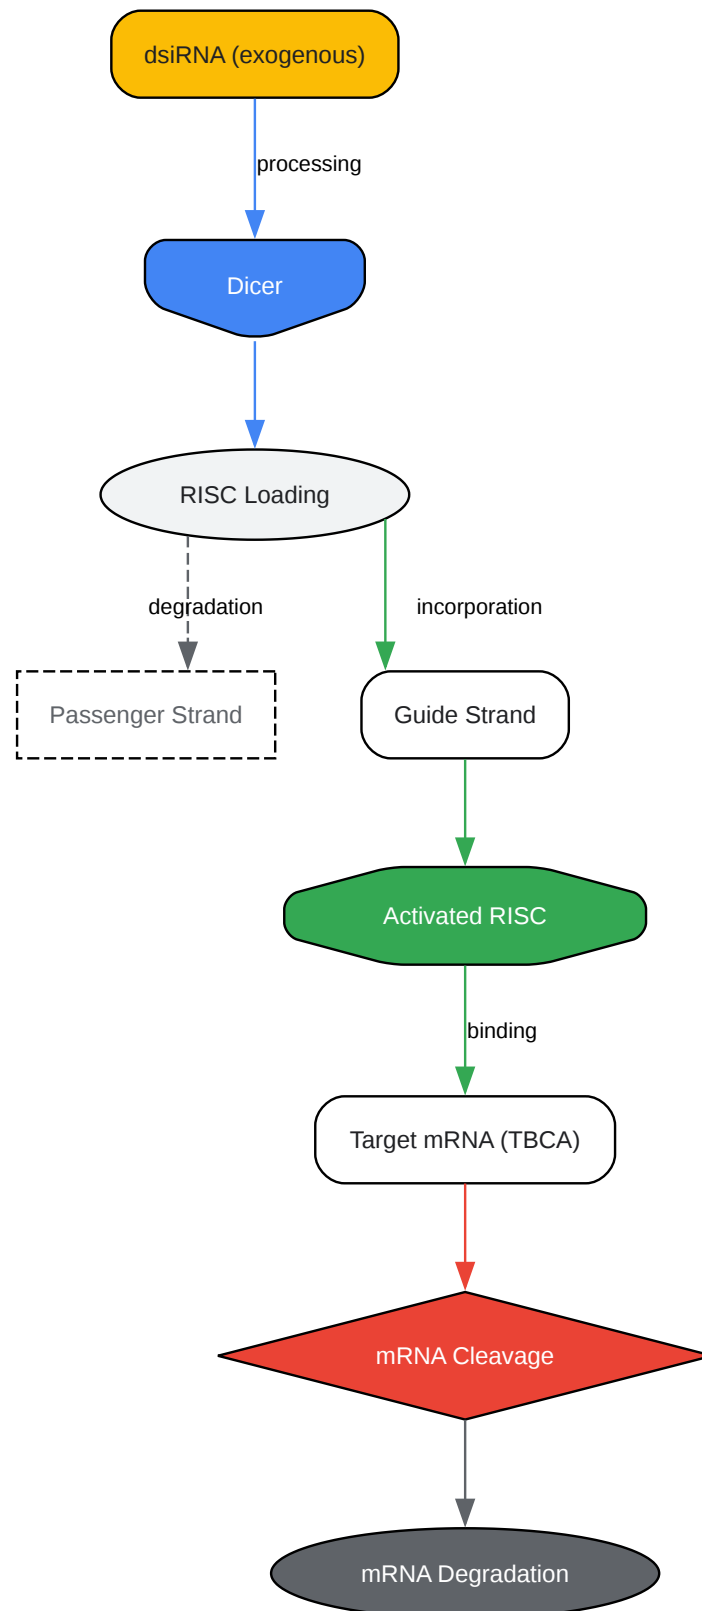 dsiRNA (exogenous)
processing
Dicer
RISC Loading
degradation
incorporation
Passenger Strand
Guide Strand
Activated RISC
binding
Target mRNA (TBCA)
mRNA Cleavage
mRNA Degradation